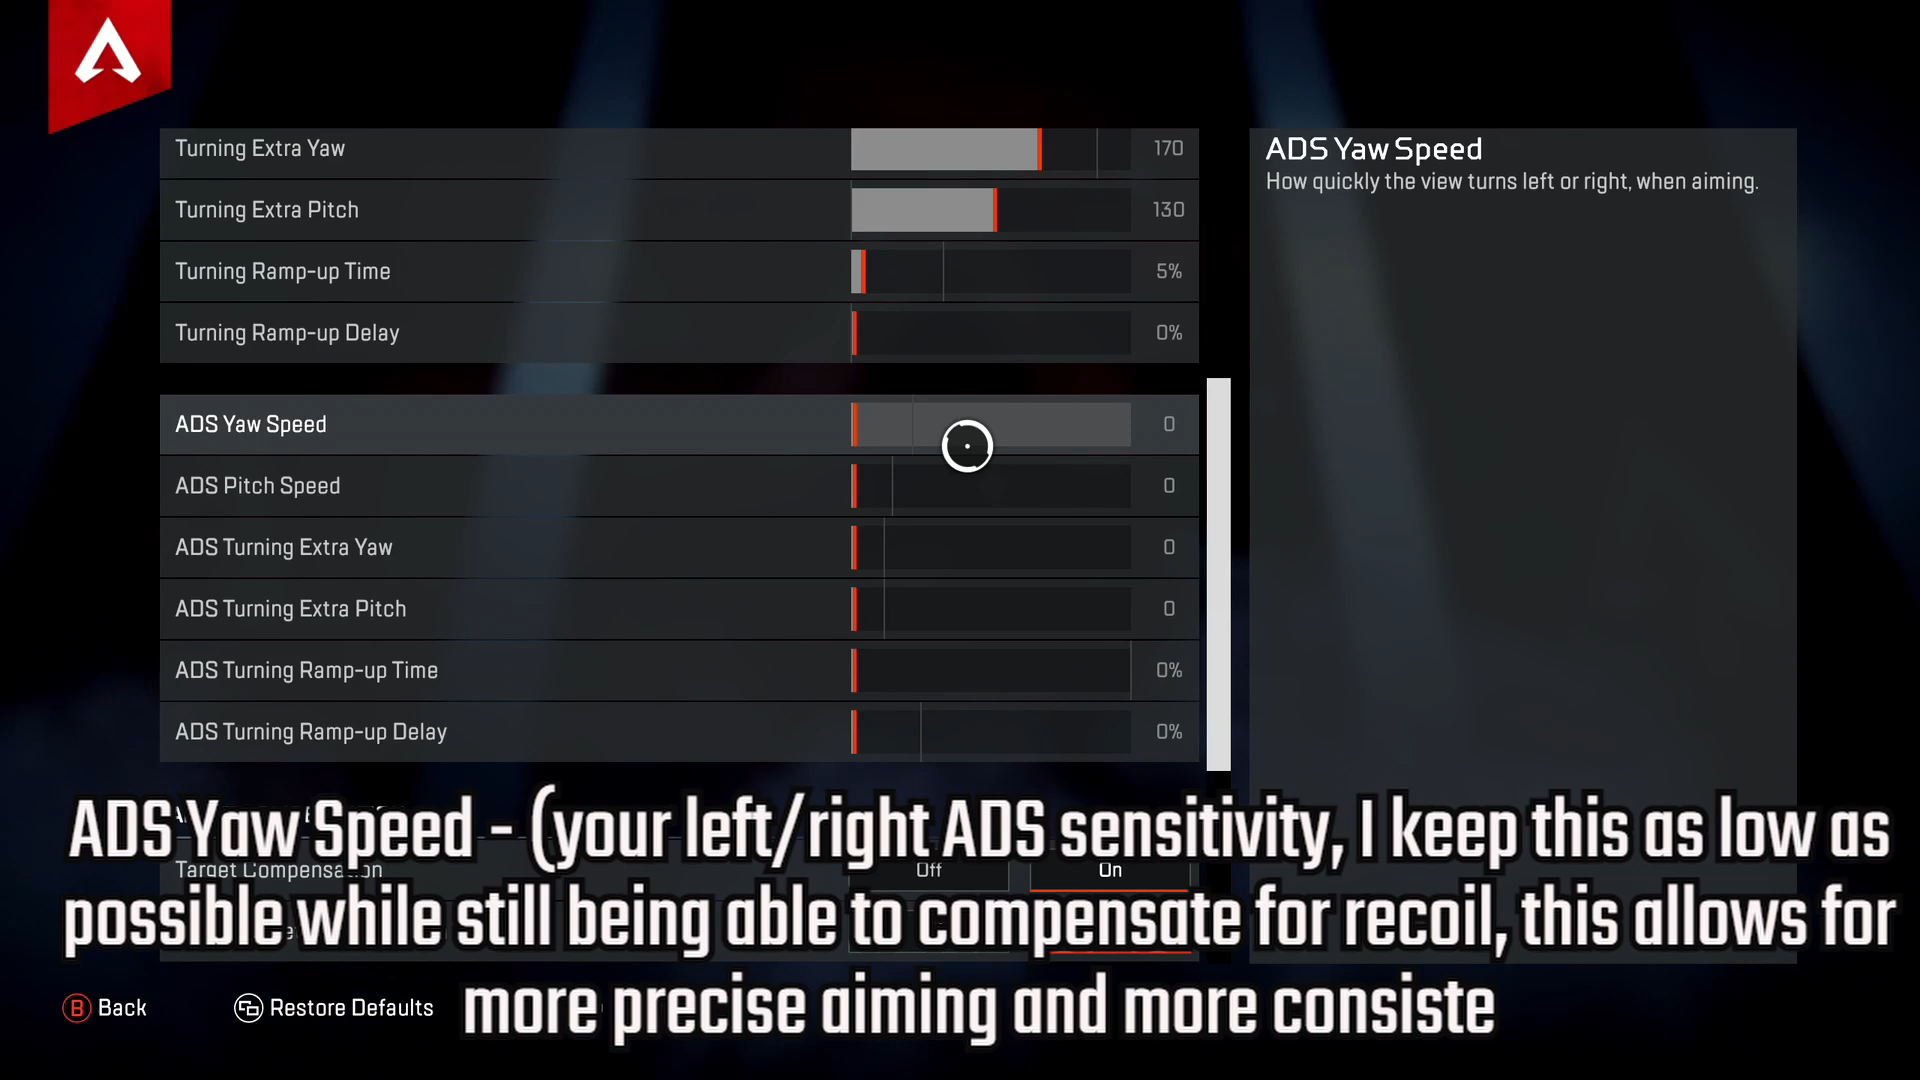 Turning Extra Yaw 170
Turning Extra Pitch 130
Turning Ramp-up Time 5%
Turning Ramp-up Delay 0%
ADS Yaw Speed 0
ADS Pitch Speed 0
ADS Turning Extra Yaw 0
ADS Turning Extra Pitch 0
ADS Turning Ramp-up Time 0%
ADS Turning Ramp-up Delay 0%
ADS Yaw Speed
How quickly the view turns left or right, when aiming.
ADS Yaw Speed - (your left/right ADS sensitivity, I keep this as low as
Target Compensation Off On
possible while still being able to compensate for recoil, this allows for
more precise aiming and more consiste
B Back
Restore Defaults